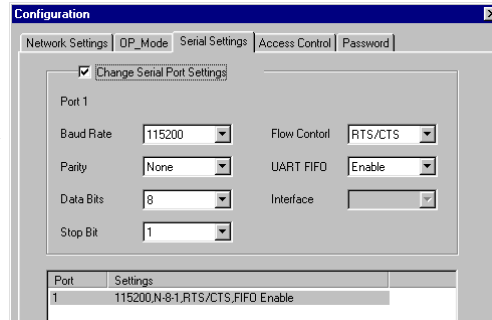 Configuration
Network Settings OP_Mode Serial Settings Access Control Password
Change Serial Port Settings
Port 1
Baud Rate 115200 Flow Contorl RTS/CTS
Parity None UART FIFO Enable
Data Bits 8 Interface
Stop Bit 1
Port Settings
1 115200,N-8-1,RTS/CTS,FIFO Enable